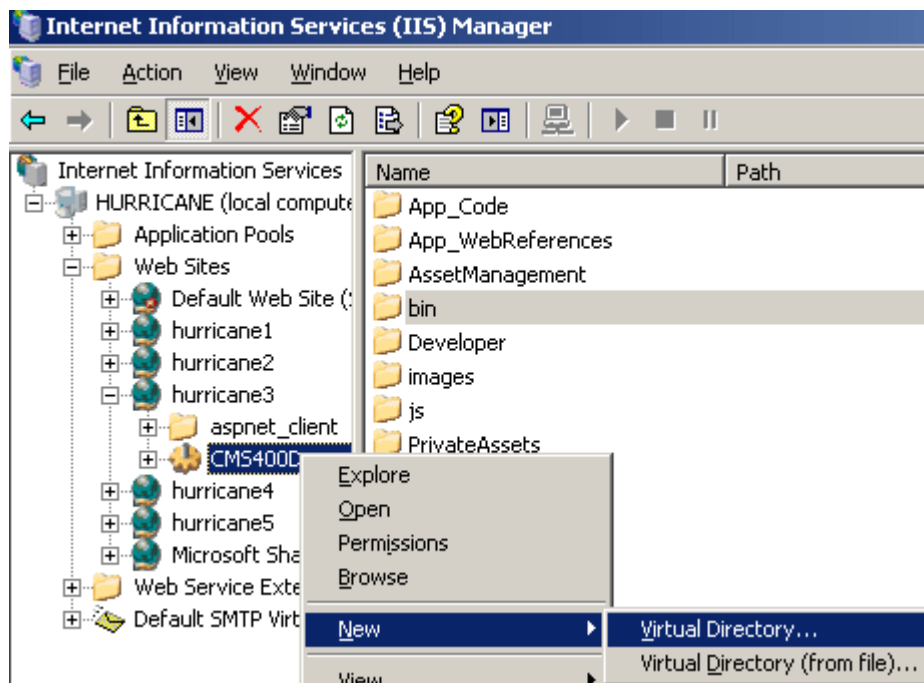 Internet Information Services (IIS) Manager
File Action View Window Help
Internet Information Services
HURRICANE (local compute
Application Pools
Web Sites
Default Web Site (
hurricane1
hurricane2
hurricane3
aspnet_client
CMS400D
hurricane4
hurricane5
Microsoft Sha
Web Service Exte
Default SMTP Virt
Name Path
App_Code
App_WebReferences
AssetManagement
bin
Developer
images
js
PrivateAssets
Explore
Open
Permissions
Browse
New
View
Virtual Directory...
Virtual Directory (from file)...